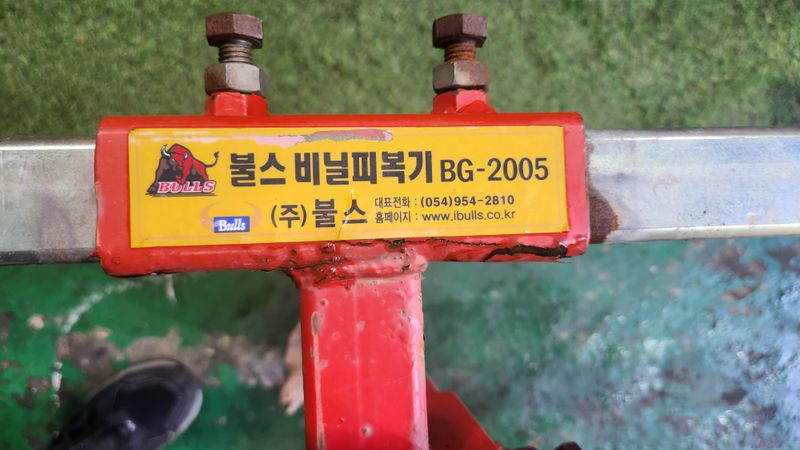 불스 비닐피복기 BG-2005
BULLS
Bulls
(주) 불스
대표전화 : (054)954-2810
홈페이지 : www.ibulls.co.kr